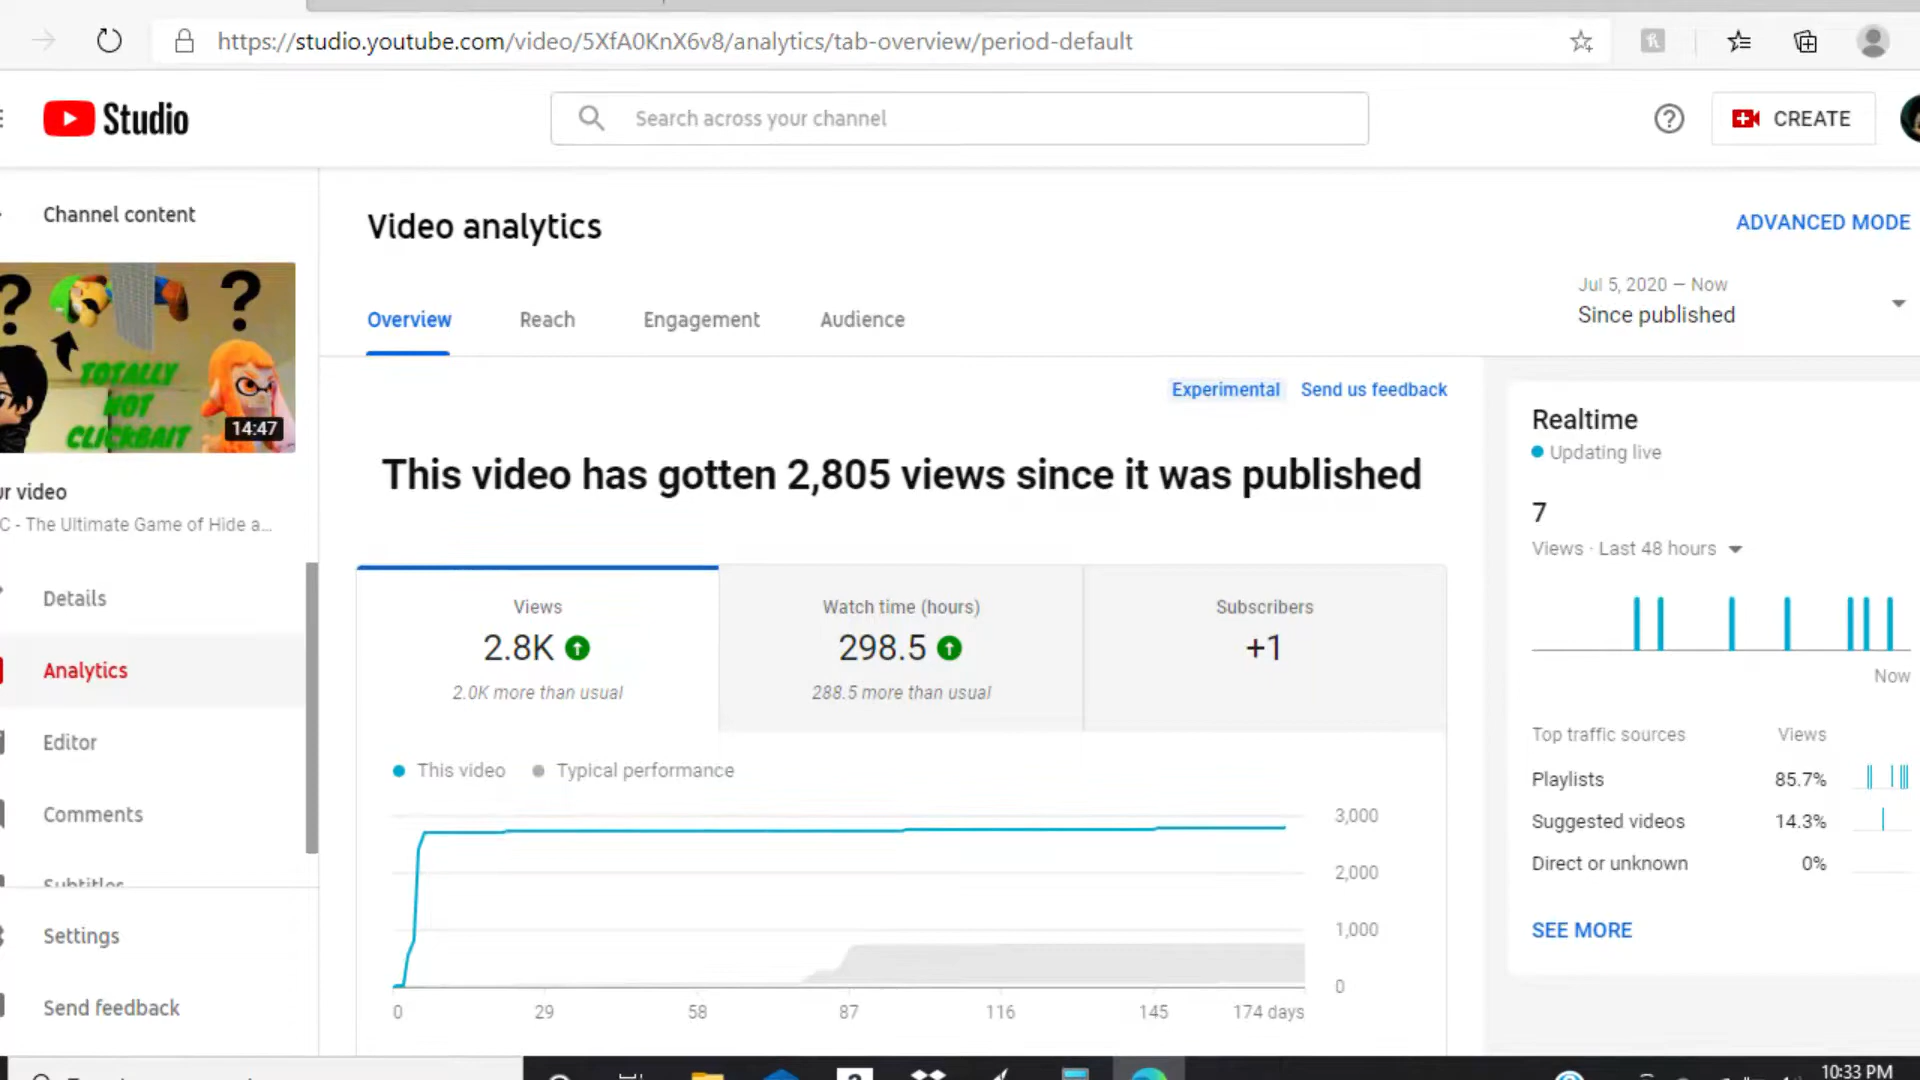 https://studio.youtube.com/video/5XfA0KnX6v8/analytics/tab-overview/period-default
Studio
Search across your channel
CREATE
Channel content
Video analytics
ADVANCED MODE
Jul 5, 2020 – Now
Since published
Overview
Reach
Engagement
Audience
? ?
TOTALLY
NOT
CLICKBAIT
14:47
Experimental
Send us feedback
This video has gotten 2,805 views since it was published
Realtime
Updating live
7
Views · Last 48 hours
Now
ur video
C - The Ultimate Game of Hide a...
Details
Analytics
Editor
Comments
Subtitles
Settings
Send feedback
Views
2.8K
2.0K more than usual
Watch time (hours)
298.5
288.5 more than usual
Subscribers
+1
This video
Typical performance
3,000
2,000
1,000
0
0 29 58 87 116 145 174 days
Top traffic sources Views
Playlists 85.7%
Suggested videos 14.3%
Direct or unknown 0%
SEE MORE
10:33 PM